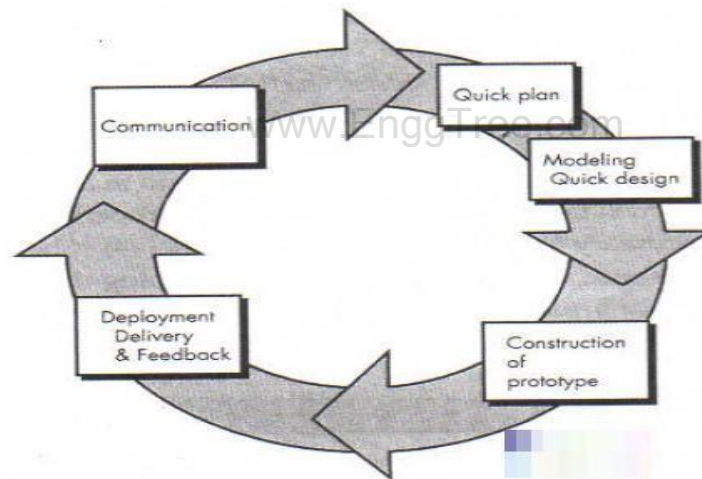 Quick plan
Communication
www.EnggTree.com
Modeling
Quick design
Deployment
Delivery
& Feedback
Construction
of
prototype